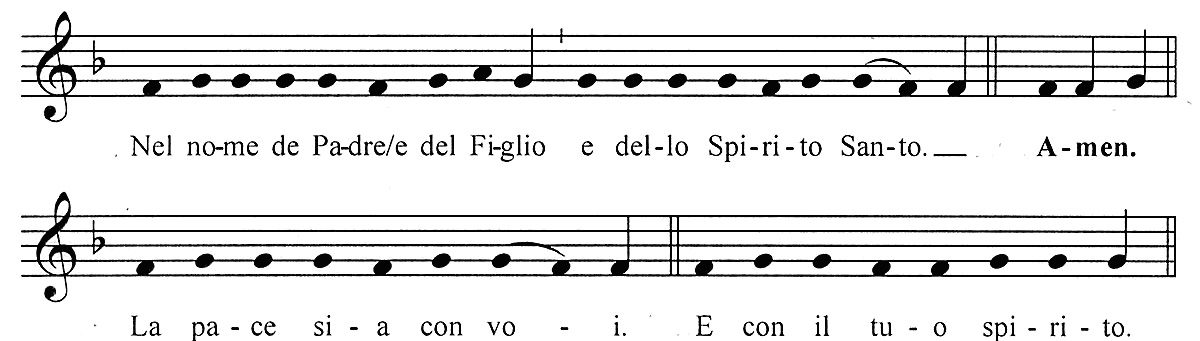 Nel no-me de Pa-dre/e del Fi-glio e del-lo Spi-ri-to San-to. A-men.
La pa-ce si-a con vo-i. E con il tu-o spi-ri-to.